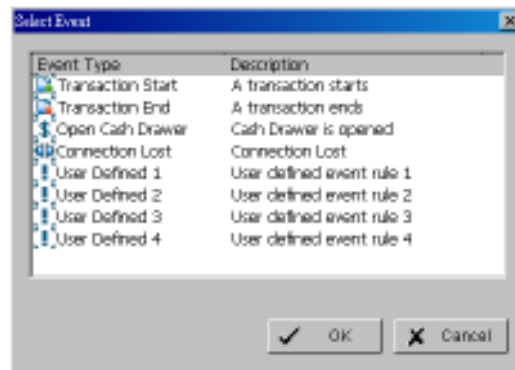 Select Event
Event Type Description
Transaction Start A transaction starts
Transaction End A transaction ends
Open Cash Drawer Cash Drawer is opened
Connection Lost Connection Lost
User Defined 1 User defined event rule 1
User Defined 2 User defined event rule 2
User Defined 3 User defined event rule 3
User Defined 4 User defined event rule 4
OK Cancel